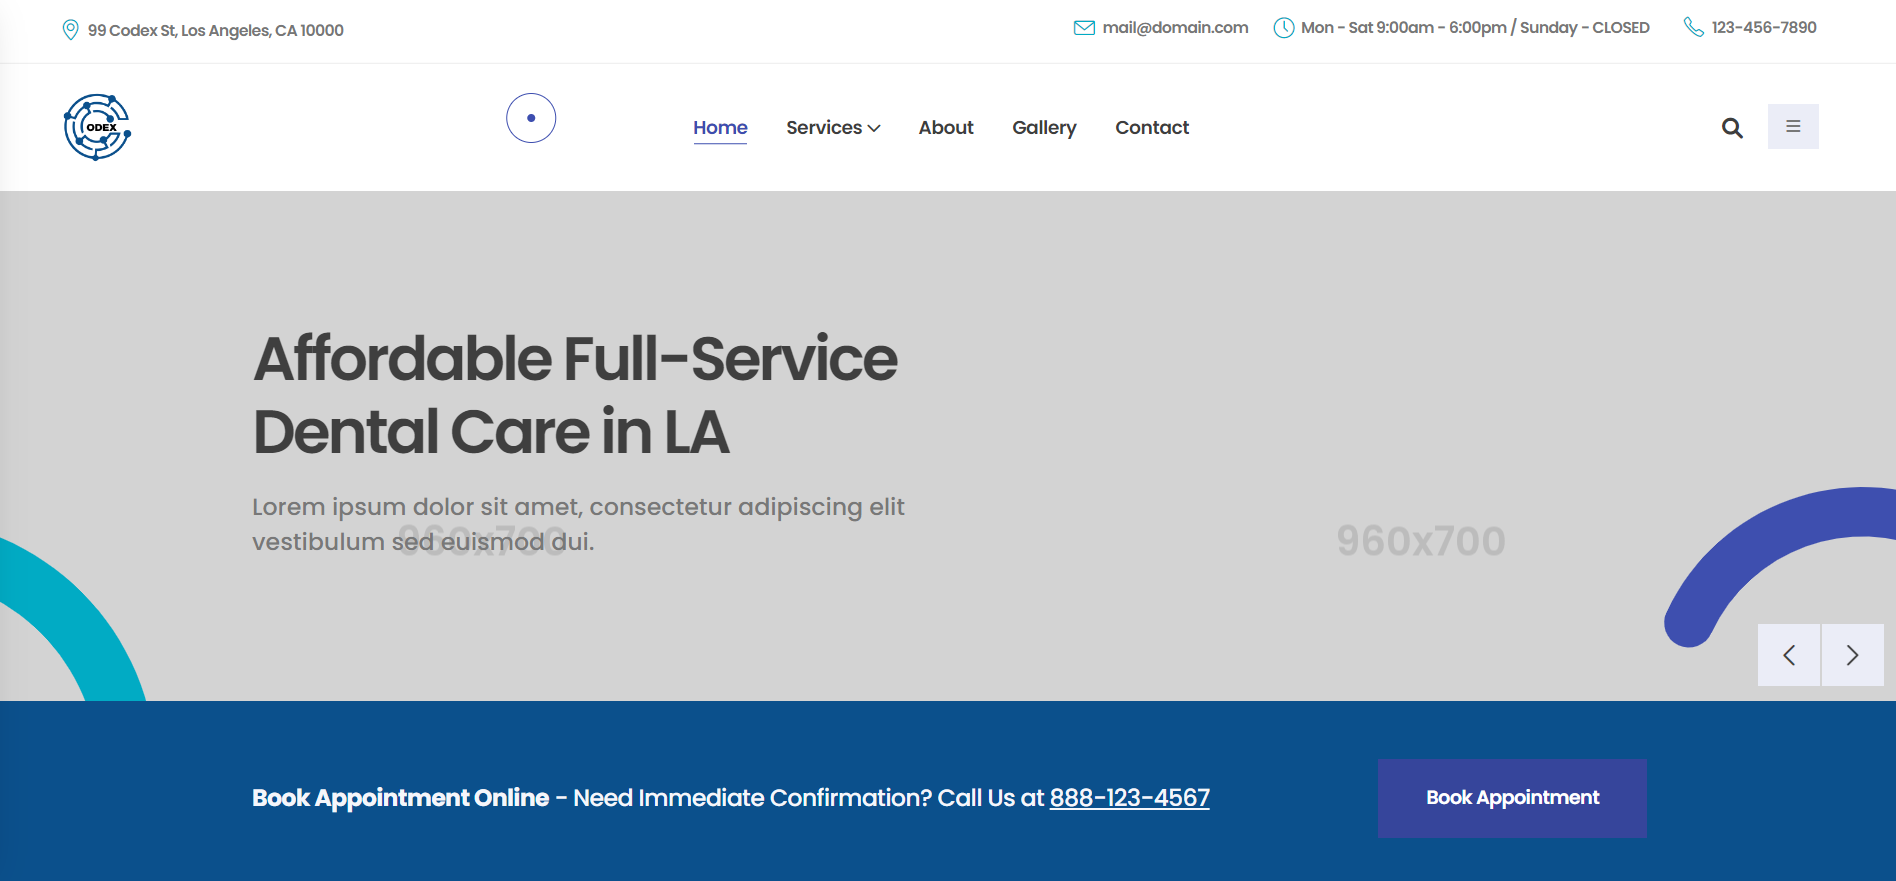 99 Codex St, Los Angeles, CA 10000
mail@domain.com
Mon - Sat 9:00am - 6:00pm / Sunday - CLOSED
123-456-7890
ODEX
Home
Services
About
Gallery
Contact
Affordable Full-Service
Dental Care in LA
Lorem ipsum dolor sit amet, consectetur adipiscing elit
vestibulum sed euismod dui.
960x700
960x700
Book Appointment Online - Need Immediate Confirmation? Call Us at 888-123-4567
Book Appointment